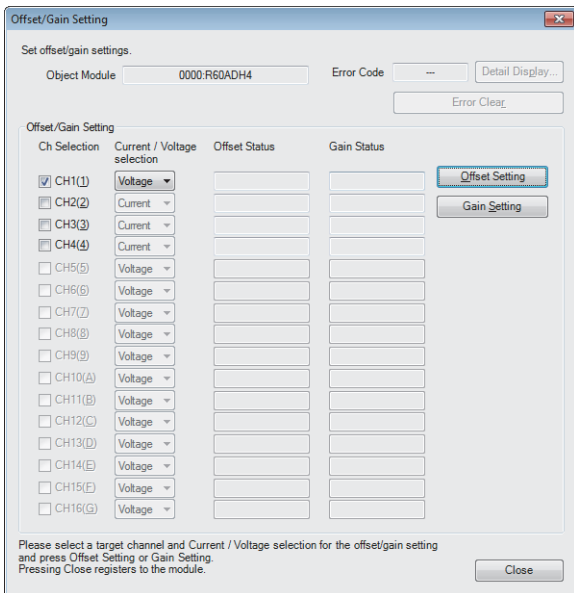 Offset/Gain Setting
Set offset/gain settings.
Object Module 0000:R60ADH4 Error Code --- Detail Display...
Error Clear
Offset/Gain Setting
Ch Selection Current / Voltage selection Offset Status Gain Status
CH1(1) Voltage Offset Setting
CH2(2) Current Gain Setting
CH3(3) Current
CH4(4) Current
CH5(5) Voltage
CH6(6) Voltage
CH7(7) Voltage
CH8(8) Voltage
CH9(9) Voltage
CH10(A) Voltage
CH11(B) Voltage
CH12(C) Voltage
CH13(D) Voltage
CH14(E) Voltage
CH15(F) Voltage
CH16(G) Voltage
Please select a target channel and Current / Voltage selection for the offset/gain setting
and press Offset Setting or Gain Setting.
Pressing Close registers to the module.
Close